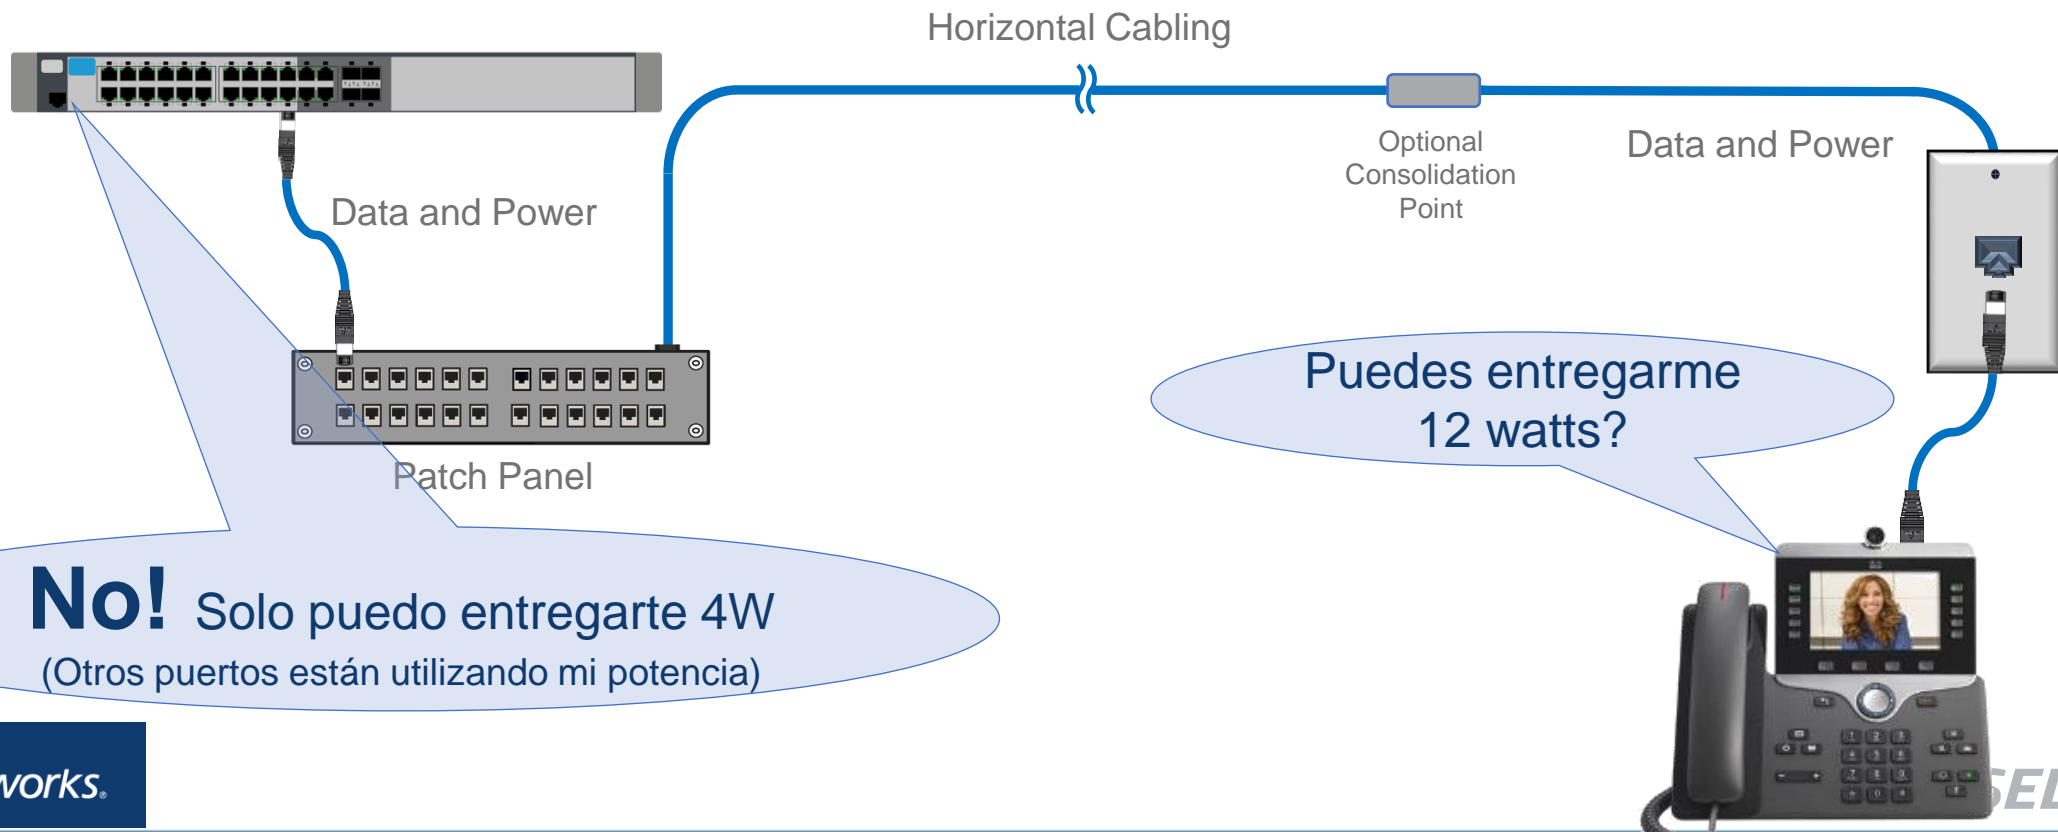 Horizontal Cabling
Optional
Consolidation
Point
Data and Power
Data and Power
Patch Panel
Puedes entregarme
12 watts?
No! Solo puedo entregarte 4W
(Otros puertos están utilizando mi potencia)
works®